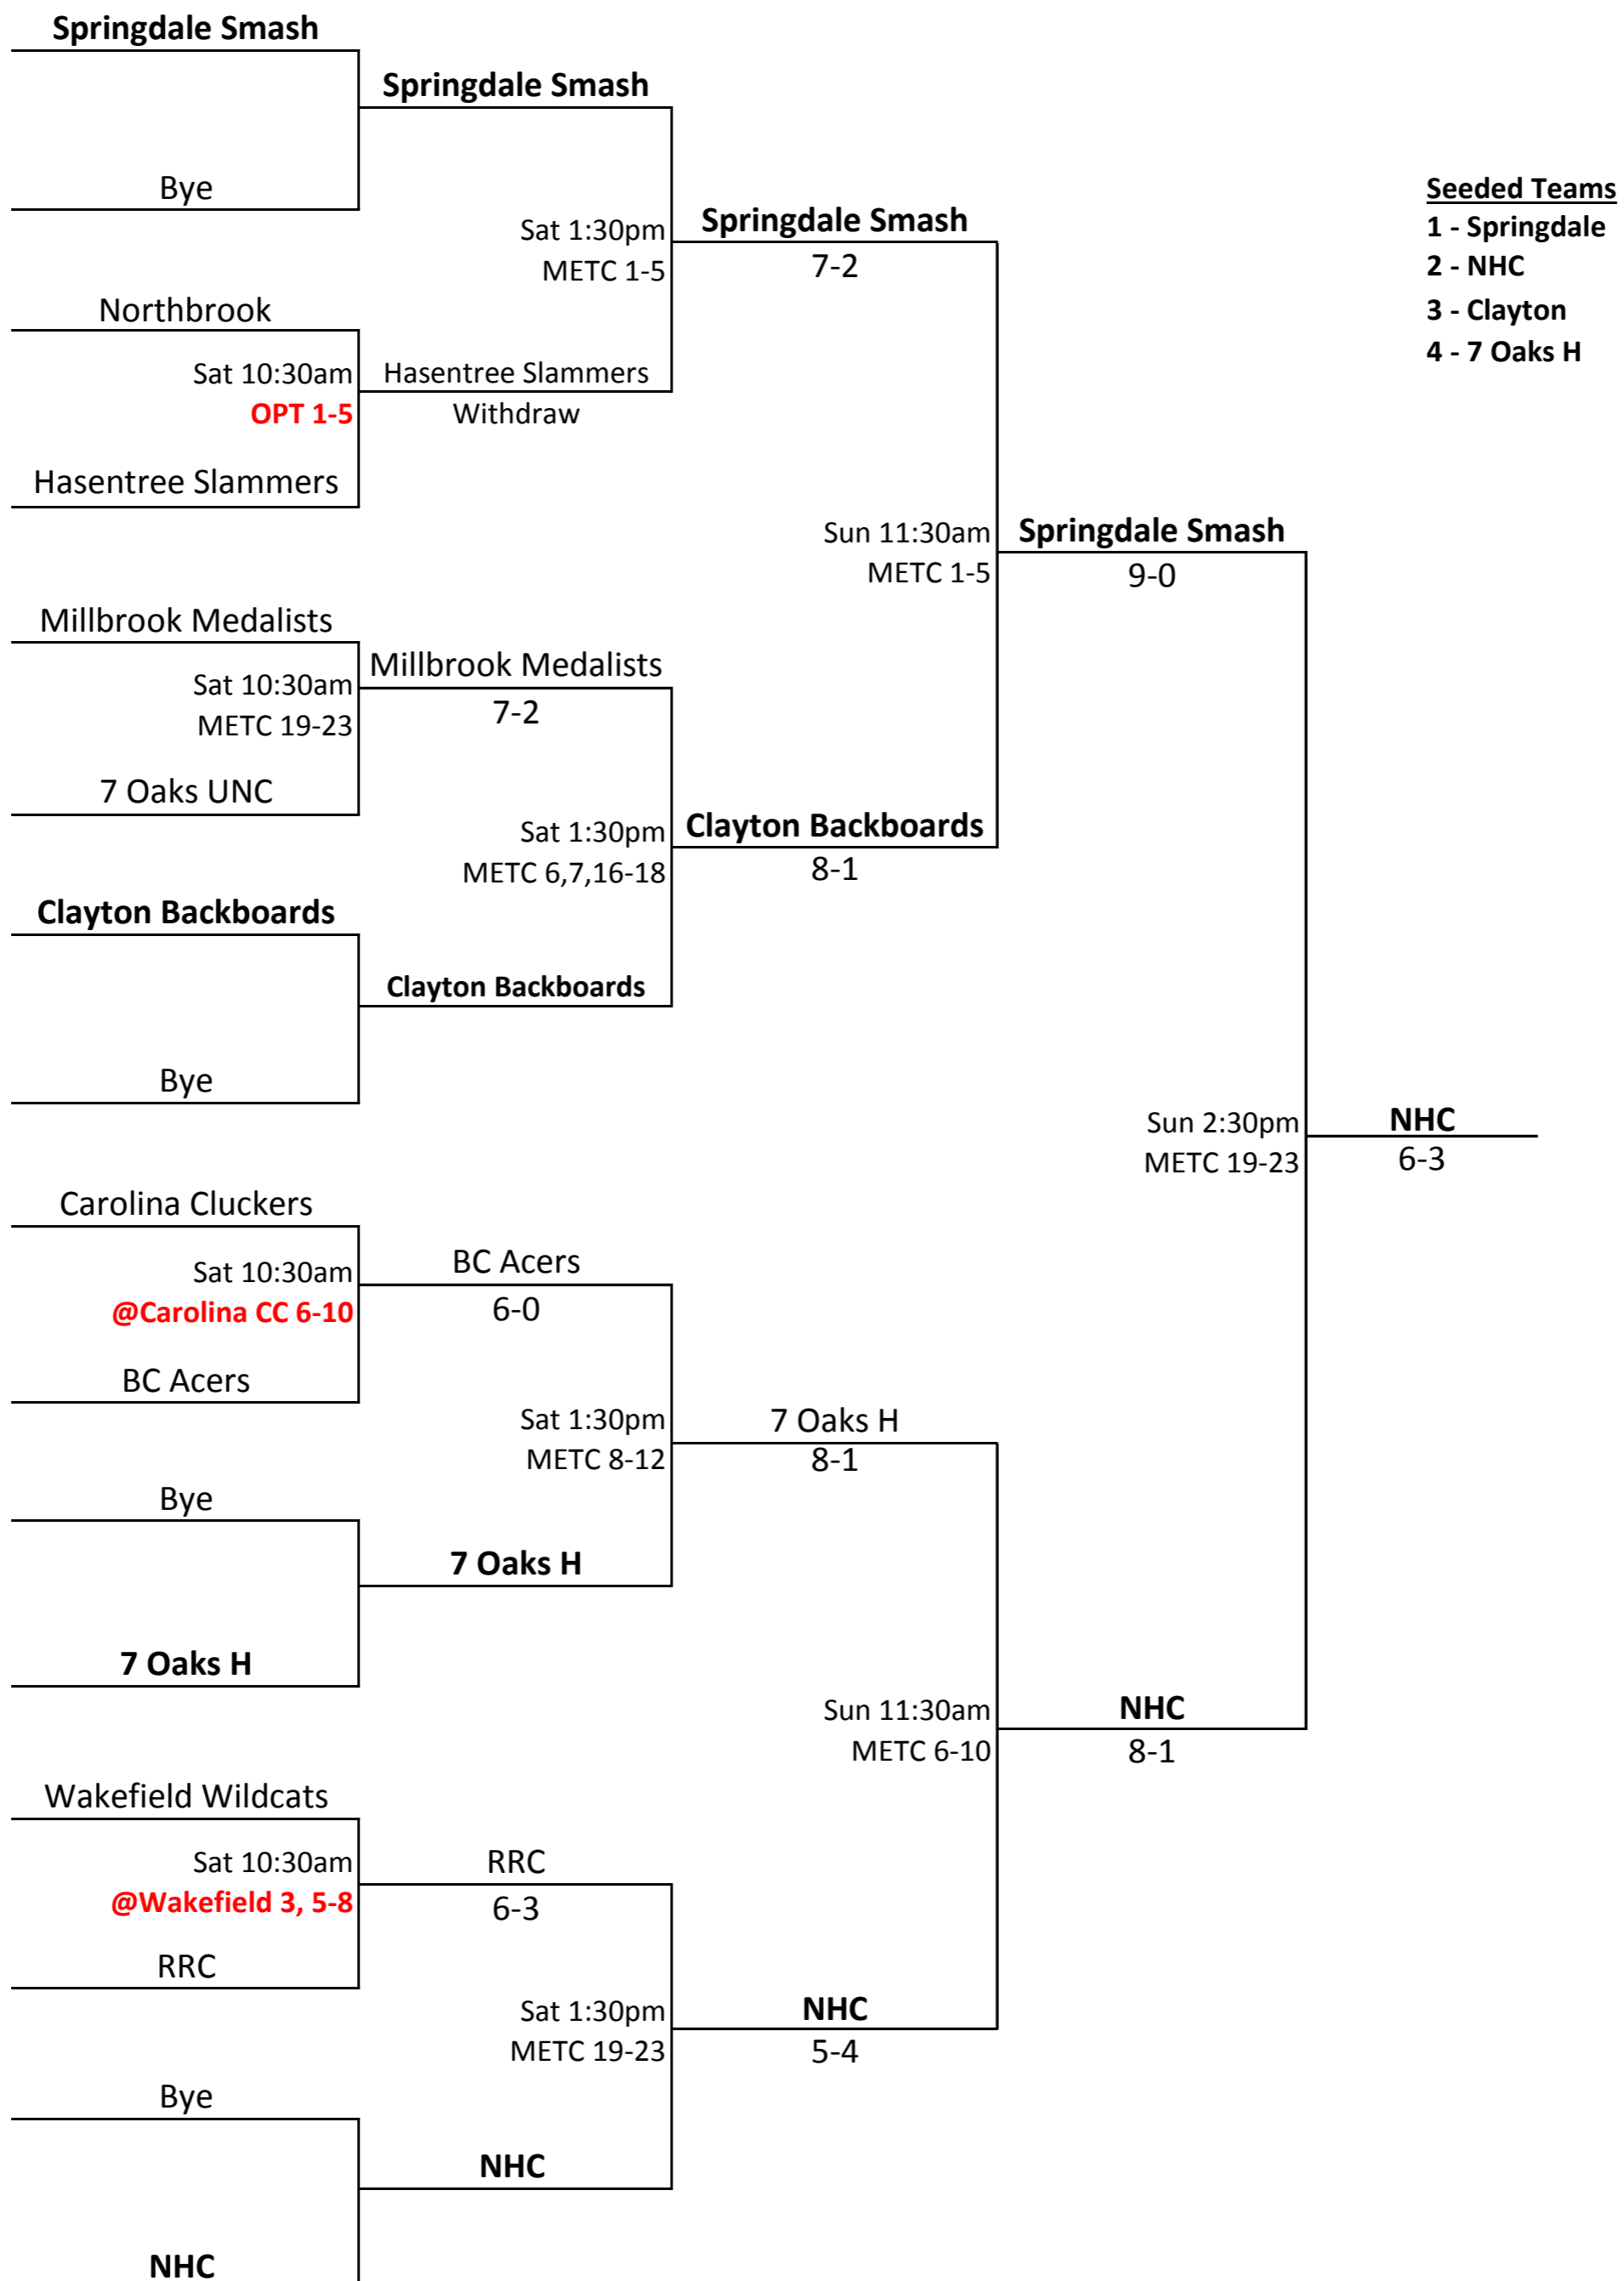 Springdale Smash
Springdale Smash
Bye
Seeded Teams
1 - Springdale
2 - NHC
3 - Clayton
4 - 7 Oaks H
Sat 1:30pm
METC 1-5
Springdale Smash
7-2
Northbrook
Sat 10:30am
OPT 1-5
Hasentree Slammers
Withdraw
Hasentree Slammers
Sun 11:30am
METC 1-5
Springdale Smash
9-0
Millbrook Medalists
Sat 10:30am
METC 19-23
Millbrook Medalists
7-2
7 Oaks UNC
Sat 1:30pm
METC 6,7,16-18
Clayton Backboards
8-1
Clayton Backboards
Clayton Backboards
Bye
Sun 2:30pm
METC 19-23
NHC
6-3
Carolina Cluckers
Sat 10:30am
@Carolina CC 6-10
BC Acers
6-0
BC Acers
Sat 1:30pm
METC 8-12
7 Oaks H
8-1
Bye
7 Oaks H
7 Oaks H
Sun 11:30am
METC 6-10
NHC
8-1
Wakefield Wildcats
Sat 10:30am
@Wakefield 3, 5-8
RRC
6-3
RRC
Sat 1:30pm
METC 19-23
NHC
5-4
Bye
NHC
NHC